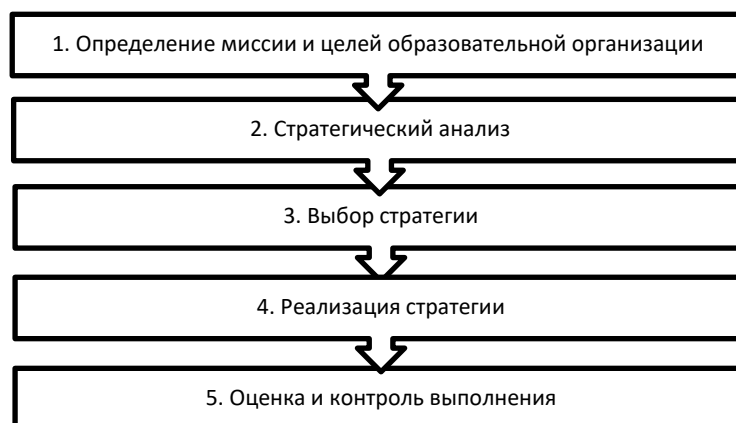 1. Определение миссии и целей образовательной организации
2. Стратегический анализ
3. Выбор стратегии
4. Реализация стратегии
5. Оценка и контроль выполнения